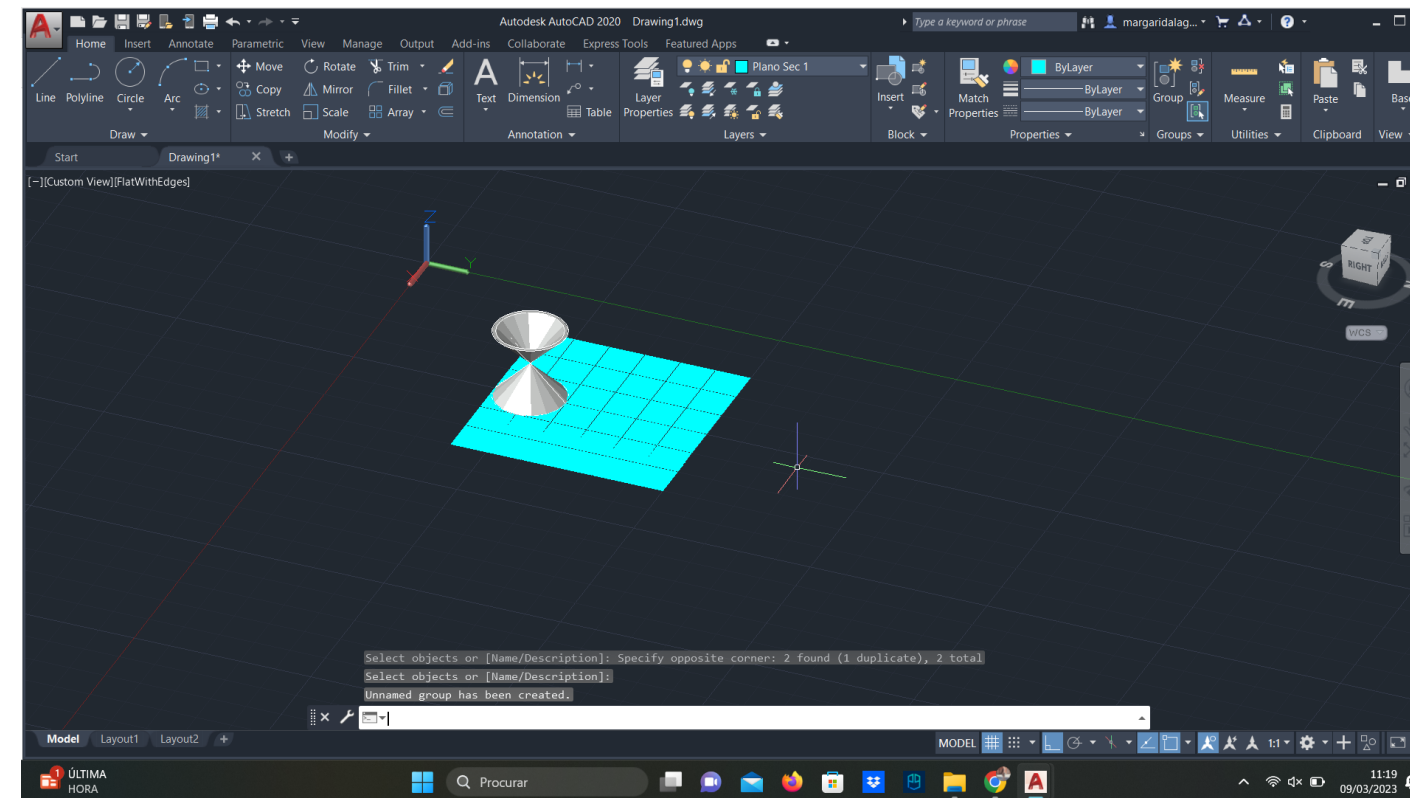 Autodesk AutoCAD 2020 Drawing1.dwg
Type a keyword or phrase
margaridalag...
Home Insert Annotate Parametric View Manage Output Add-ins Collaborate Express Tools Featured Apps
Line Polyline Circle Arc
Move Rotate Trim
Copy Mirror Fillet
Stretch Scale Array
Text Dimension
Table
Layer Properties
Plano Sec 1
Insert
Match Properties
ByLayer
ByLayer
ByLayer
Group
Measure
Paste
Base
Draw Modify Annotation Layers Block Properties Groups Utilities Clipboard View
Start Drawing1* +
[−][Custom View][FlatWithEdges]
Z
Y
X
RIGHT
WCS
Select objects or [Name/Description]: Specify opposite corner: 2 found (1 duplicate), 2 total
Select objects or [Name/Description]:
Unnamed group has been created.
Model Layout1 Layout2 +
MODEL
1:1
1
ÚLTIMA
HORA
Procurar
11:19
09/03/2023